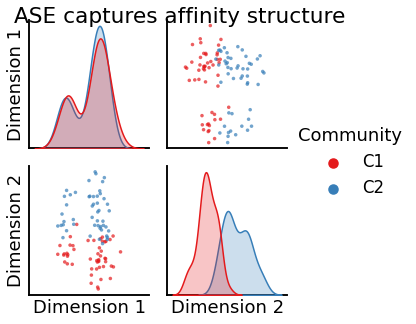 ASE captures affinity structure
Dimension 1
Dimension 2
Dimension 1
Dimension 2
Community
C1
C2